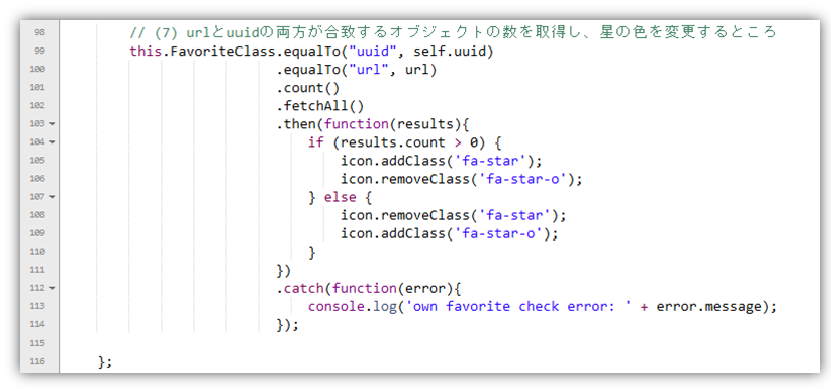 98 // (7) urlとuuidの両方が合致するオブジェクトの数を取得し、星の色を変更するところ
99 this.FavoriteClass.equalTo("uuid", self.uuid)
100 .equalTo("url", url)
101 .count()
102 .fetchAll()
103 .then(function(results){
104 if (results.count > 0) {
105 icon.addClass('fa-star');
106 icon.removeClass('fa-star-o');
107 } else {
108 icon.removeClass('fa-star');
109 icon.addClass('fa-star-o');
110 }
111 })
112 .catch(function(error){
113 console.log('own favorite check error: ' + error.message);
114 });
115
116 };